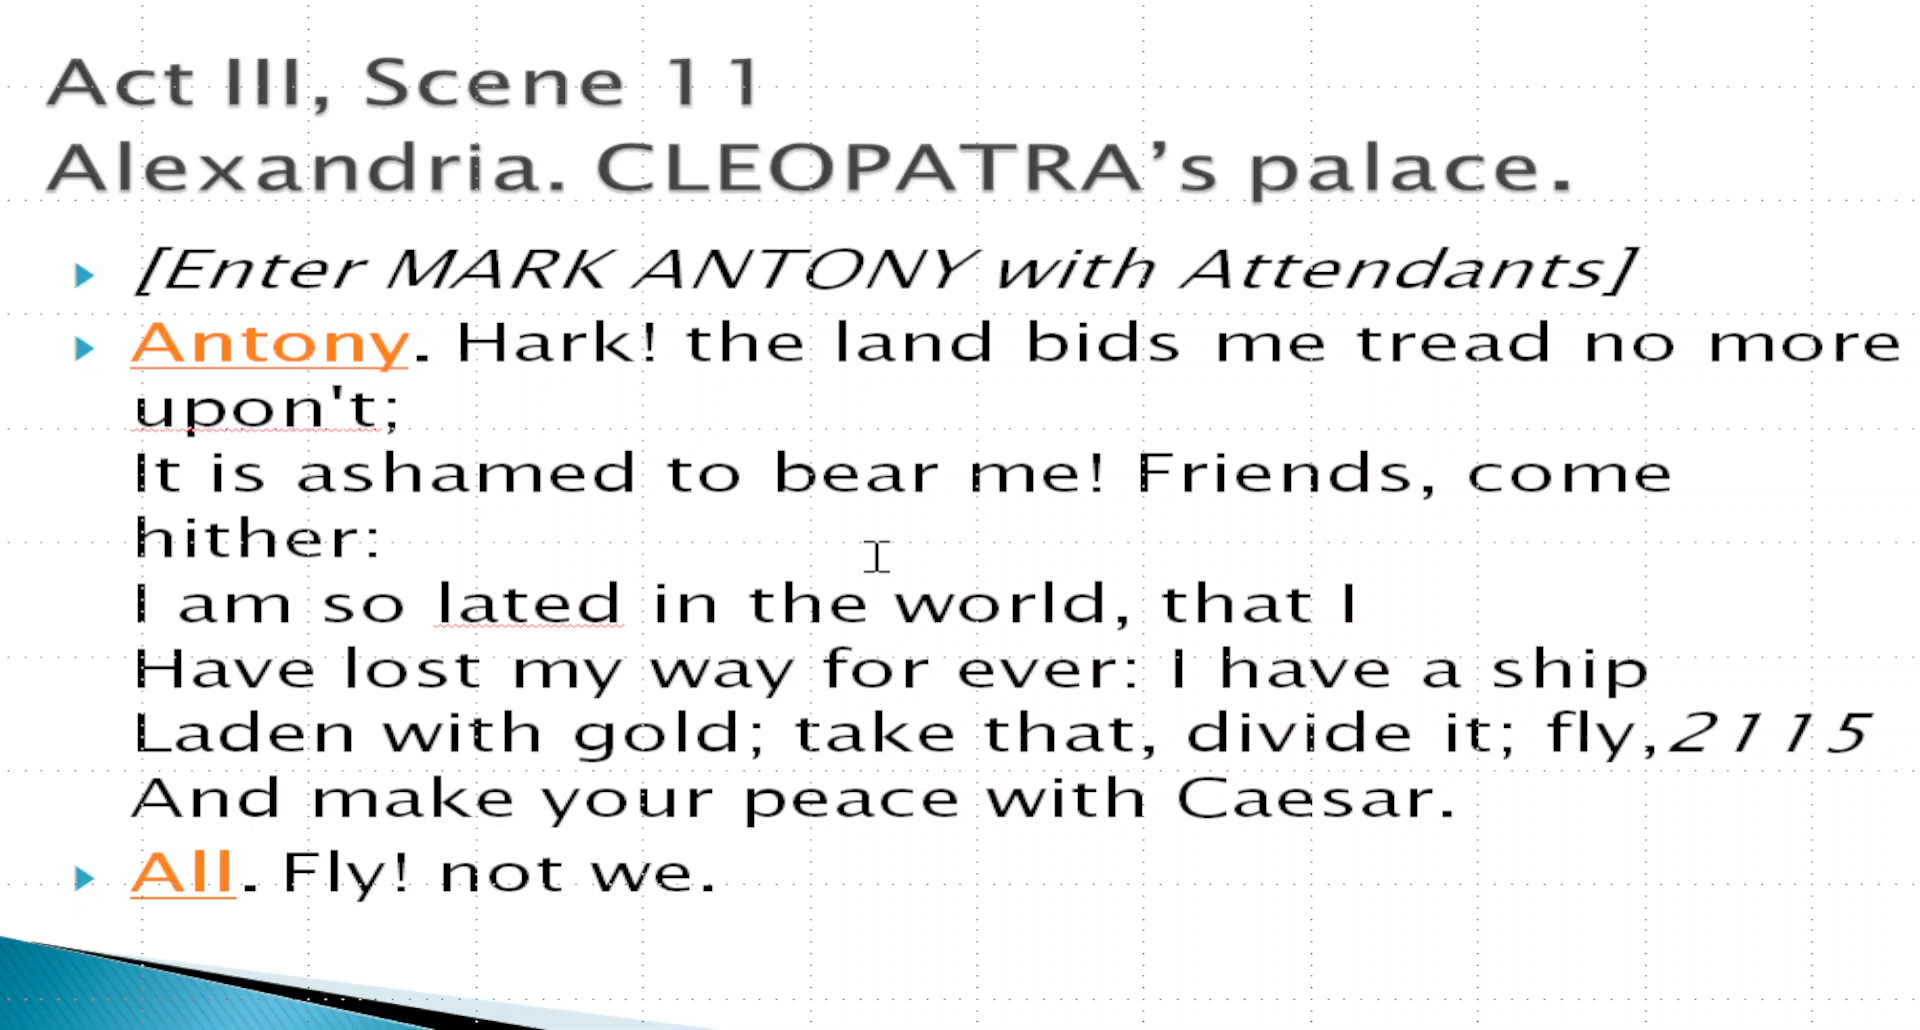 Act III, Scene 11
Alexandria. CLEOPATRA’s palace.
[Enter MARK ANTONY with Attendants]
Antony. Hark! the land bids me tread no more
upon't;
It is ashamed to bear me! Friends, come
hither:
I am so lated in the world, that I
Have lost my way for ever: I have a ship
Laden with gold; take that, divide it; fly,2115
And make your peace with Caesar.
All. Fly! not we.